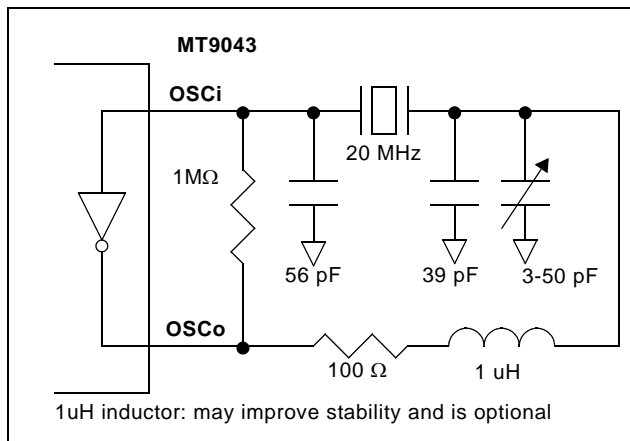 MT9043
OSCi
20 MHz
1MΩ
56 pF
39 pF
3-50 pF
OSCo
100 Ω
1 uH
1uH inductor: may improve stability and is optional